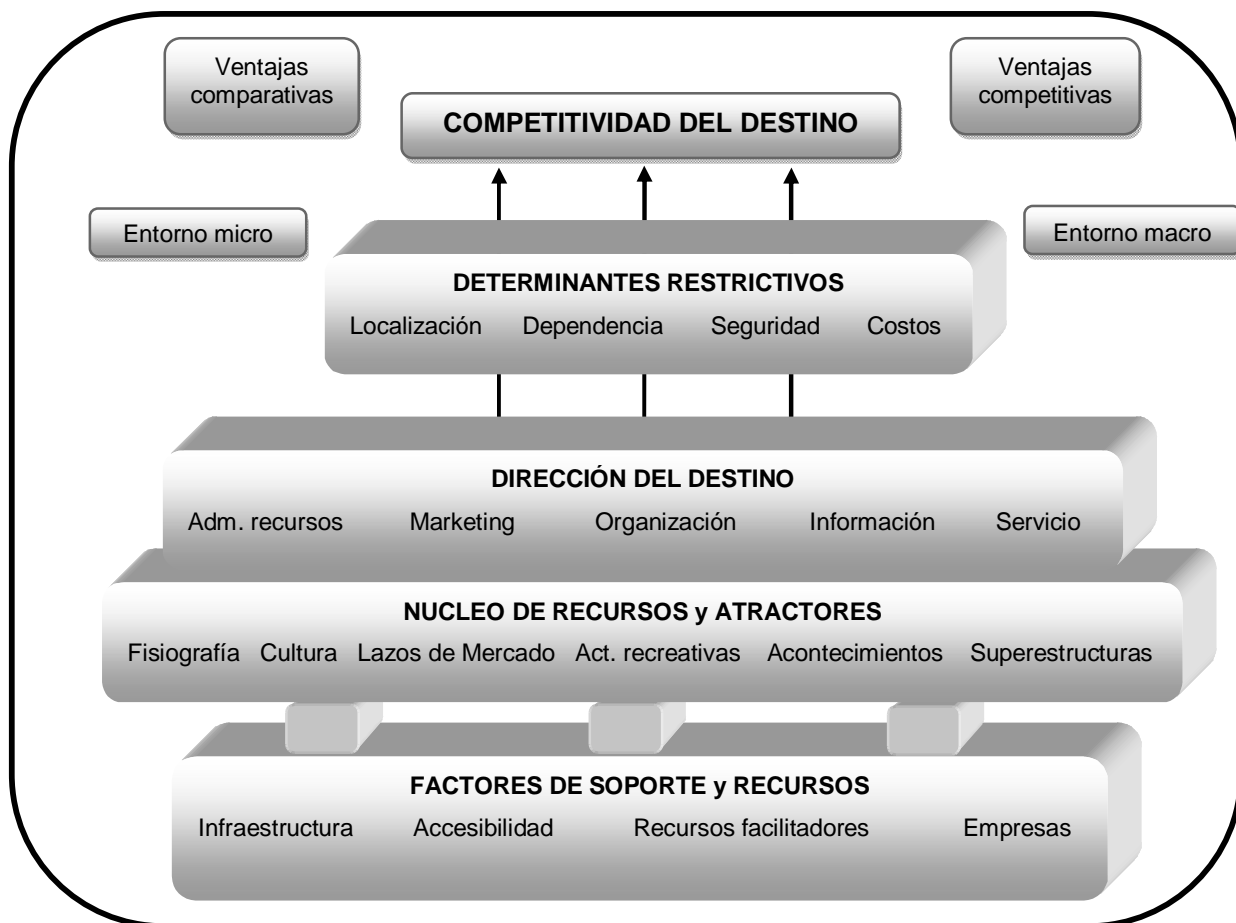 Ventajas
comparativas
Ventajas
competitivas
COMPETITIVIDAD DEL DESTINO
Entorno micro
Entorno macro
DETERMINANTES RESTRICTIVOS
Localización Dependencia Seguridad Costos
DIRECCIÓN DEL DESTINO
Adm. recursos Marketing Organización Información Servicio
NUCLEO DE RECURSOS y ATRACTORES
Fisiografía Cultura Lazos de Mercado Act. recreativas Acontecimientos Superestructuras
FACTORES DE SOPORTE y RECURSOS
Infraestructura Accesibilidad Recursos facilitadores Empresas